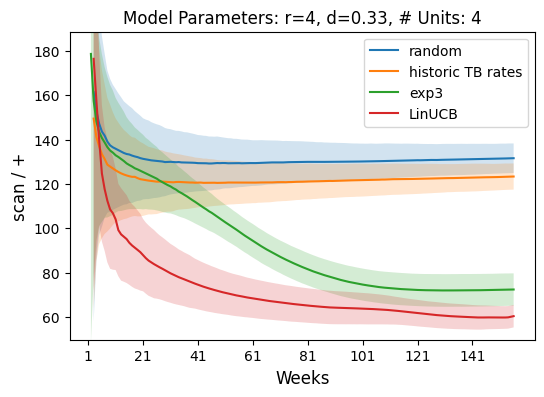 Model Parameters: r=4, d=0.33, # Units: 4
random
historic TB rates
exp3
LinUCB
scan / +
180
160
140
120
100
80
60
1 21 41 61 81 101 121 141
Weeks